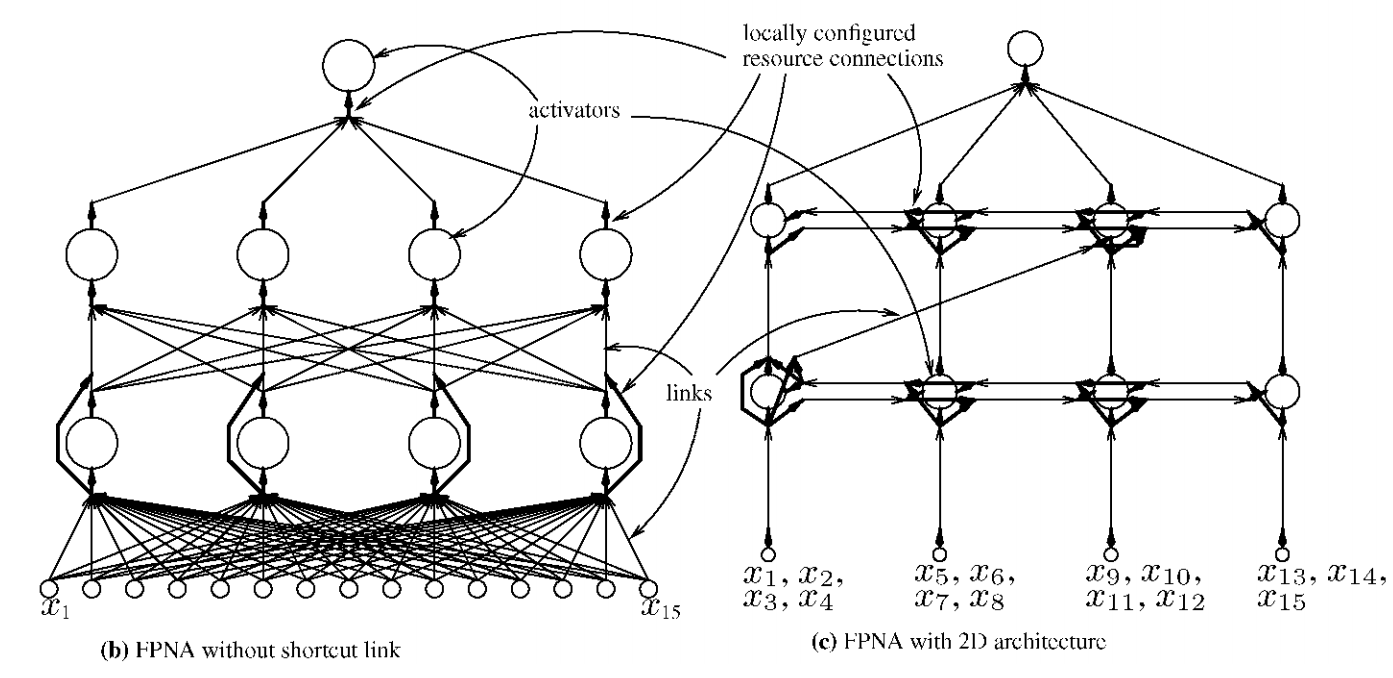 locally configured
resource connections
activators
links
x1
x15
x1, x2,
x3, x4
x5, x6,
x7, x8
x9, x10,
x11, x12
x13, x14,
x15
(b) FPNA without shortcut link
(c) FPNA with 2D architecture